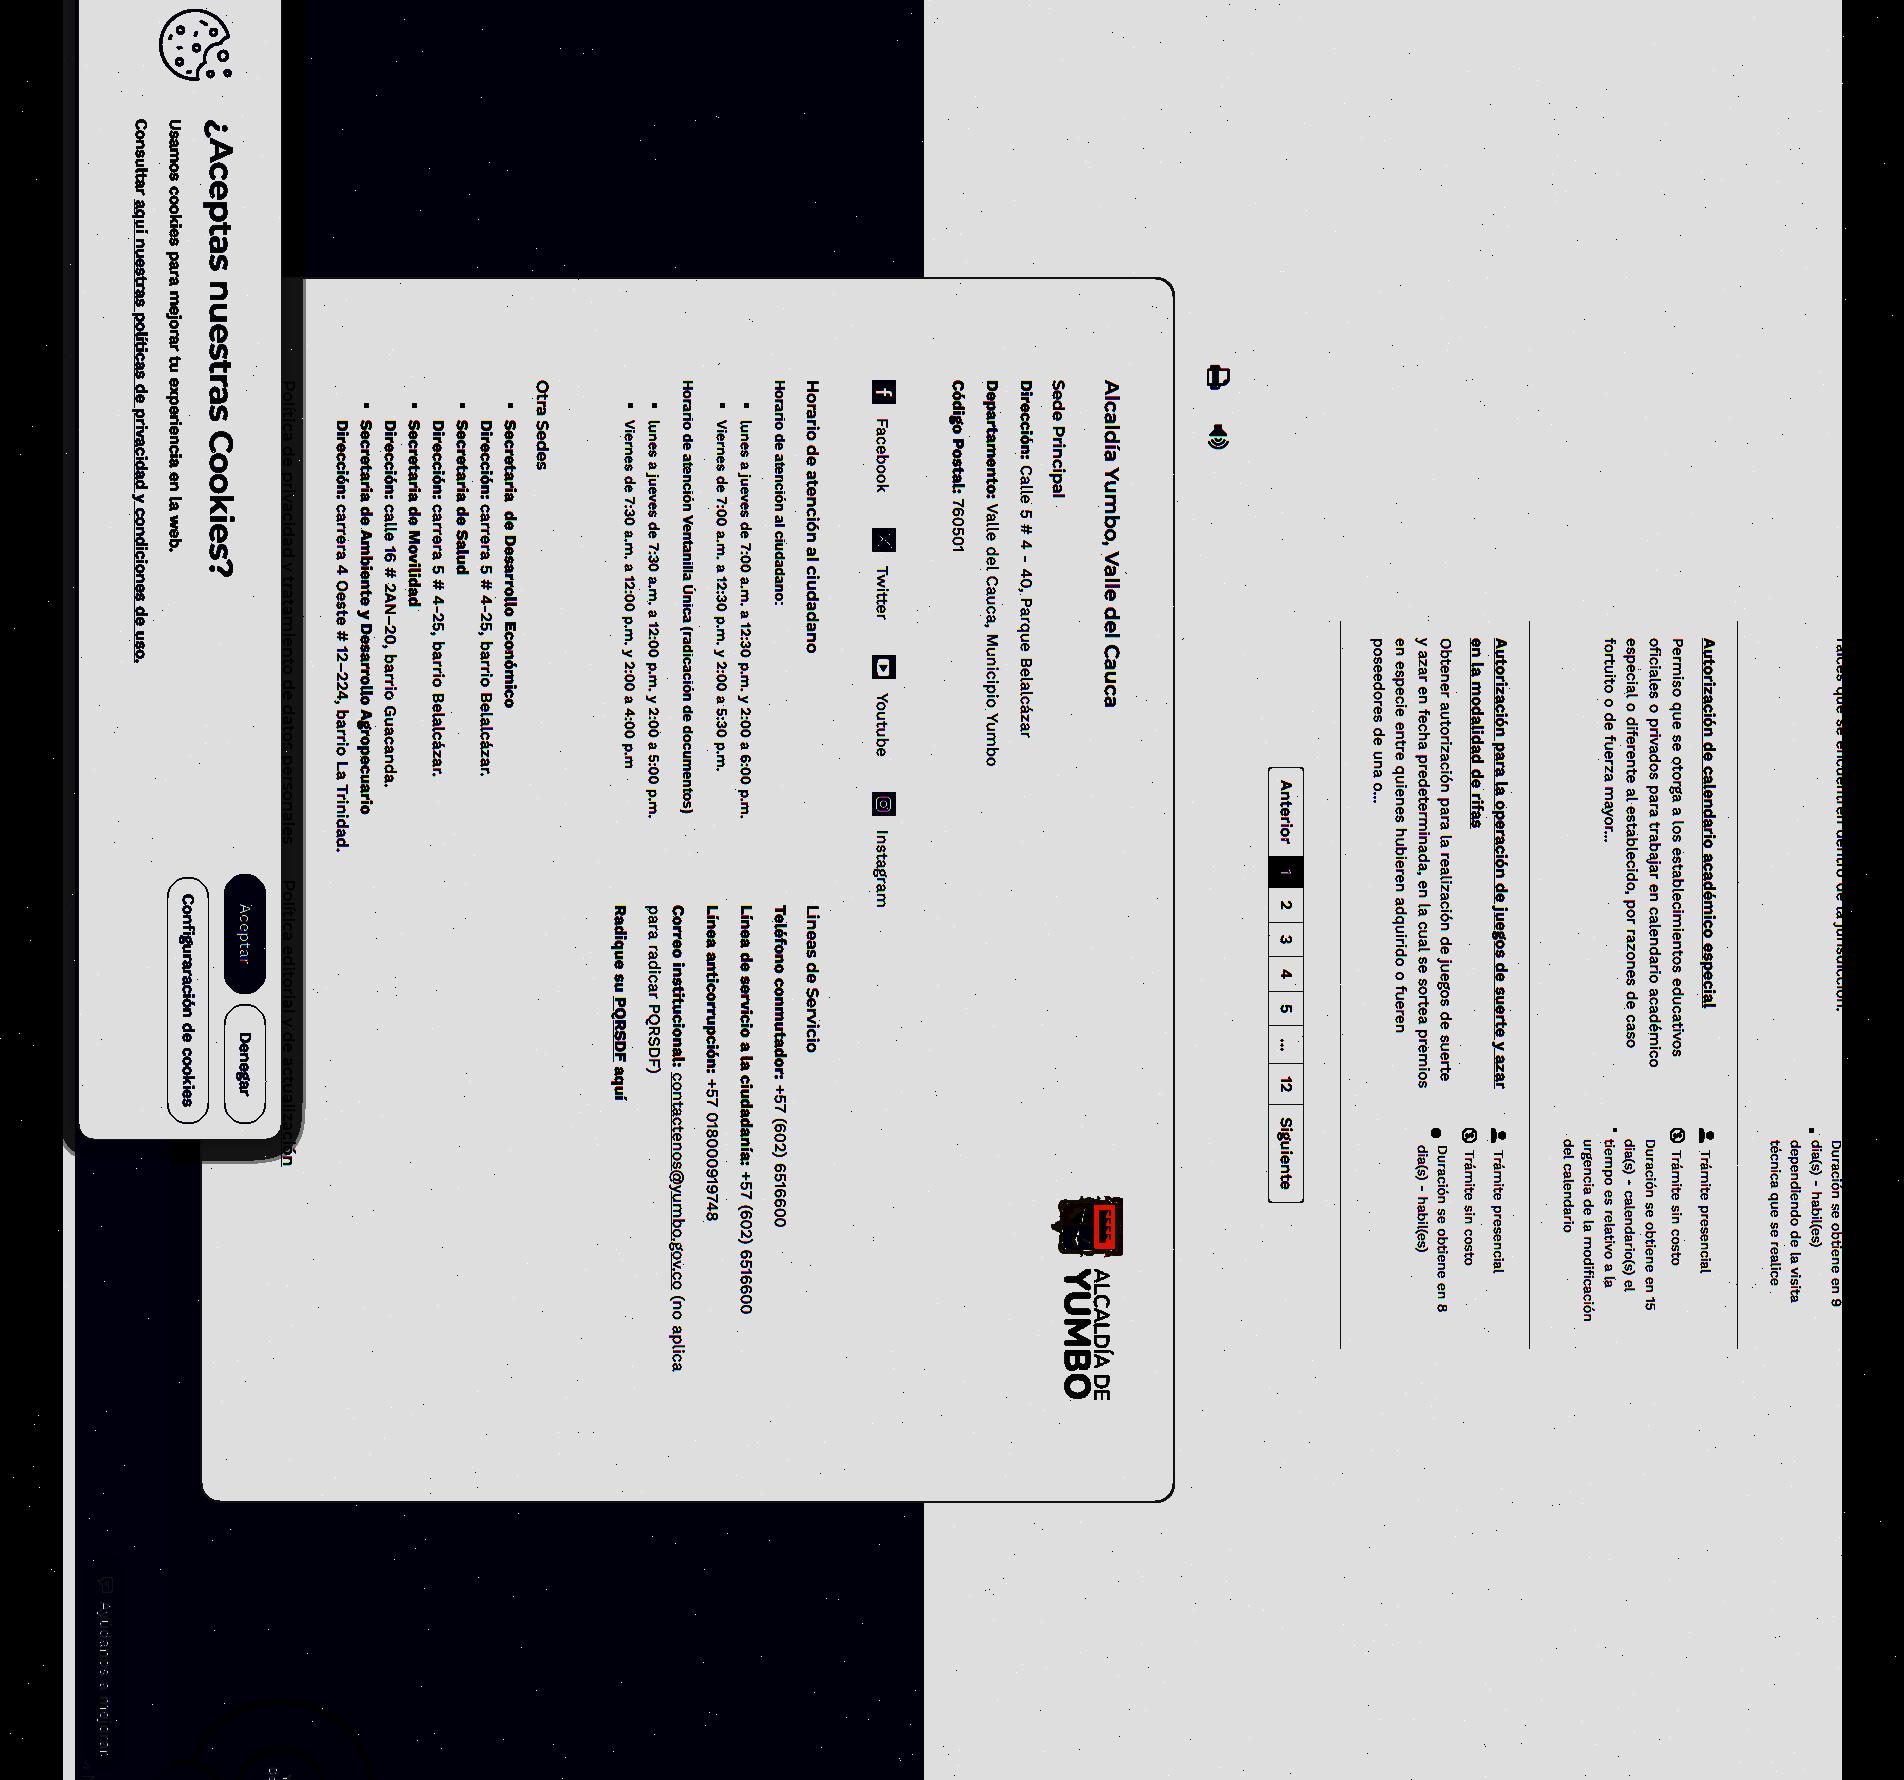 raíces que se encuentren dentro de la jurisdicción.
Duración se obtiene en 9
día(s) - habil(es)
dependiendo de la visita
técnica que se realice
Autorización de calendario académico especial
Permiso que se otorga a los establecimientos educativos
oficiales o privados para trabajar en calendario académico
especial o diferente al establecido, por razones de caso
fortuito o de fuerza mayor...
Trámite presencial
Trámite sin costo
Duración se obtiene en 15
día(s) - calendario(s) el
tiempo es relativo a la
urgencia de la modificación
del calendario
Autorización para la operación de juegos de suerte y azar
en la modalidad de rifas
Obtener autorización para la realización de juegos de suerte
y azar en fecha predeterminada, en la cual se sortea premios
en especie entre quienes hubieren adquirido o fueren
posedores de una o...
Trámite presencial
Trámite sin costo
Duración se obtiene en 8
día(s) - habil(es)
Anterior 1 2 3 4 5 ... 12 Siguiente
Alcaldía Yumbo, Valle del Cauca
ALCALDÍA DE
YUMBO
Sede Principal
Dirección: Calle 5 # 4 - 40, Parque Belalcázar
Departamento: Valle del Cauca, Municipio Yumbo
Código Postal: 760501
Facebook Twitter Youtube Instagram
Horario de atención al ciudadano
Horario de atención al ciudadano:
lunes a jueves de 7:00 a.m. a 12:30 p.m. y 2:00 a 6:00 p.m.
Viernes de 7:00 a.m. a 12:30 p.m. y 2:00 a 5:30 p.m.
Horario de atención Ventanilla Única (radicación de documentos)
lunes a jueves de 7:30 a.m. a 12:00 p.m. y 2:00 a 5:00 p.m.
Viernes de 7:30 a.m. a 12:00 p.m. y 2:00 a 4:00 p.m
Líneas de Servicio
Teléfono conmutador: +57 (602) 6516600
Línea de servicio a la ciudadanía: +57 (602) 6516600
Línea anticorrupción: +57 018000919748
Correo institucional: contactenos@yumbo.gov.co (no aplica
para radicar PQRSDF)
Radique su PQRSDF aquí
Otra Sedes
Secretaria de Desarrollo Económico
Dirección: carrera 5 # 4-25, barrio Belalcázar.
Secretaria de Salud
Dirección: carrera 5 # 4-25, barrio Belalcázar.
Secretaria de Movilidad
Dirección: calle 16 # 2AN-20, barrio Guacanda.
Secretaria de Ambiente y Desarrollo Agropecuario
Dirección: carrera 4 Oeste # 12-224, barrio La Trinidad.
Política de privacidad y tratamiento de datos personales Política editorial y de actualización
¿Aceptas nuestras Cookies?
Usamos cookies para mejorar tu experiencia en la web.
Consultar aquí nuestras políticas de privacidad y condiciones de uso.
Aceptar
Denegar
Configuraración de cookies
Ayúdanos a mejorar